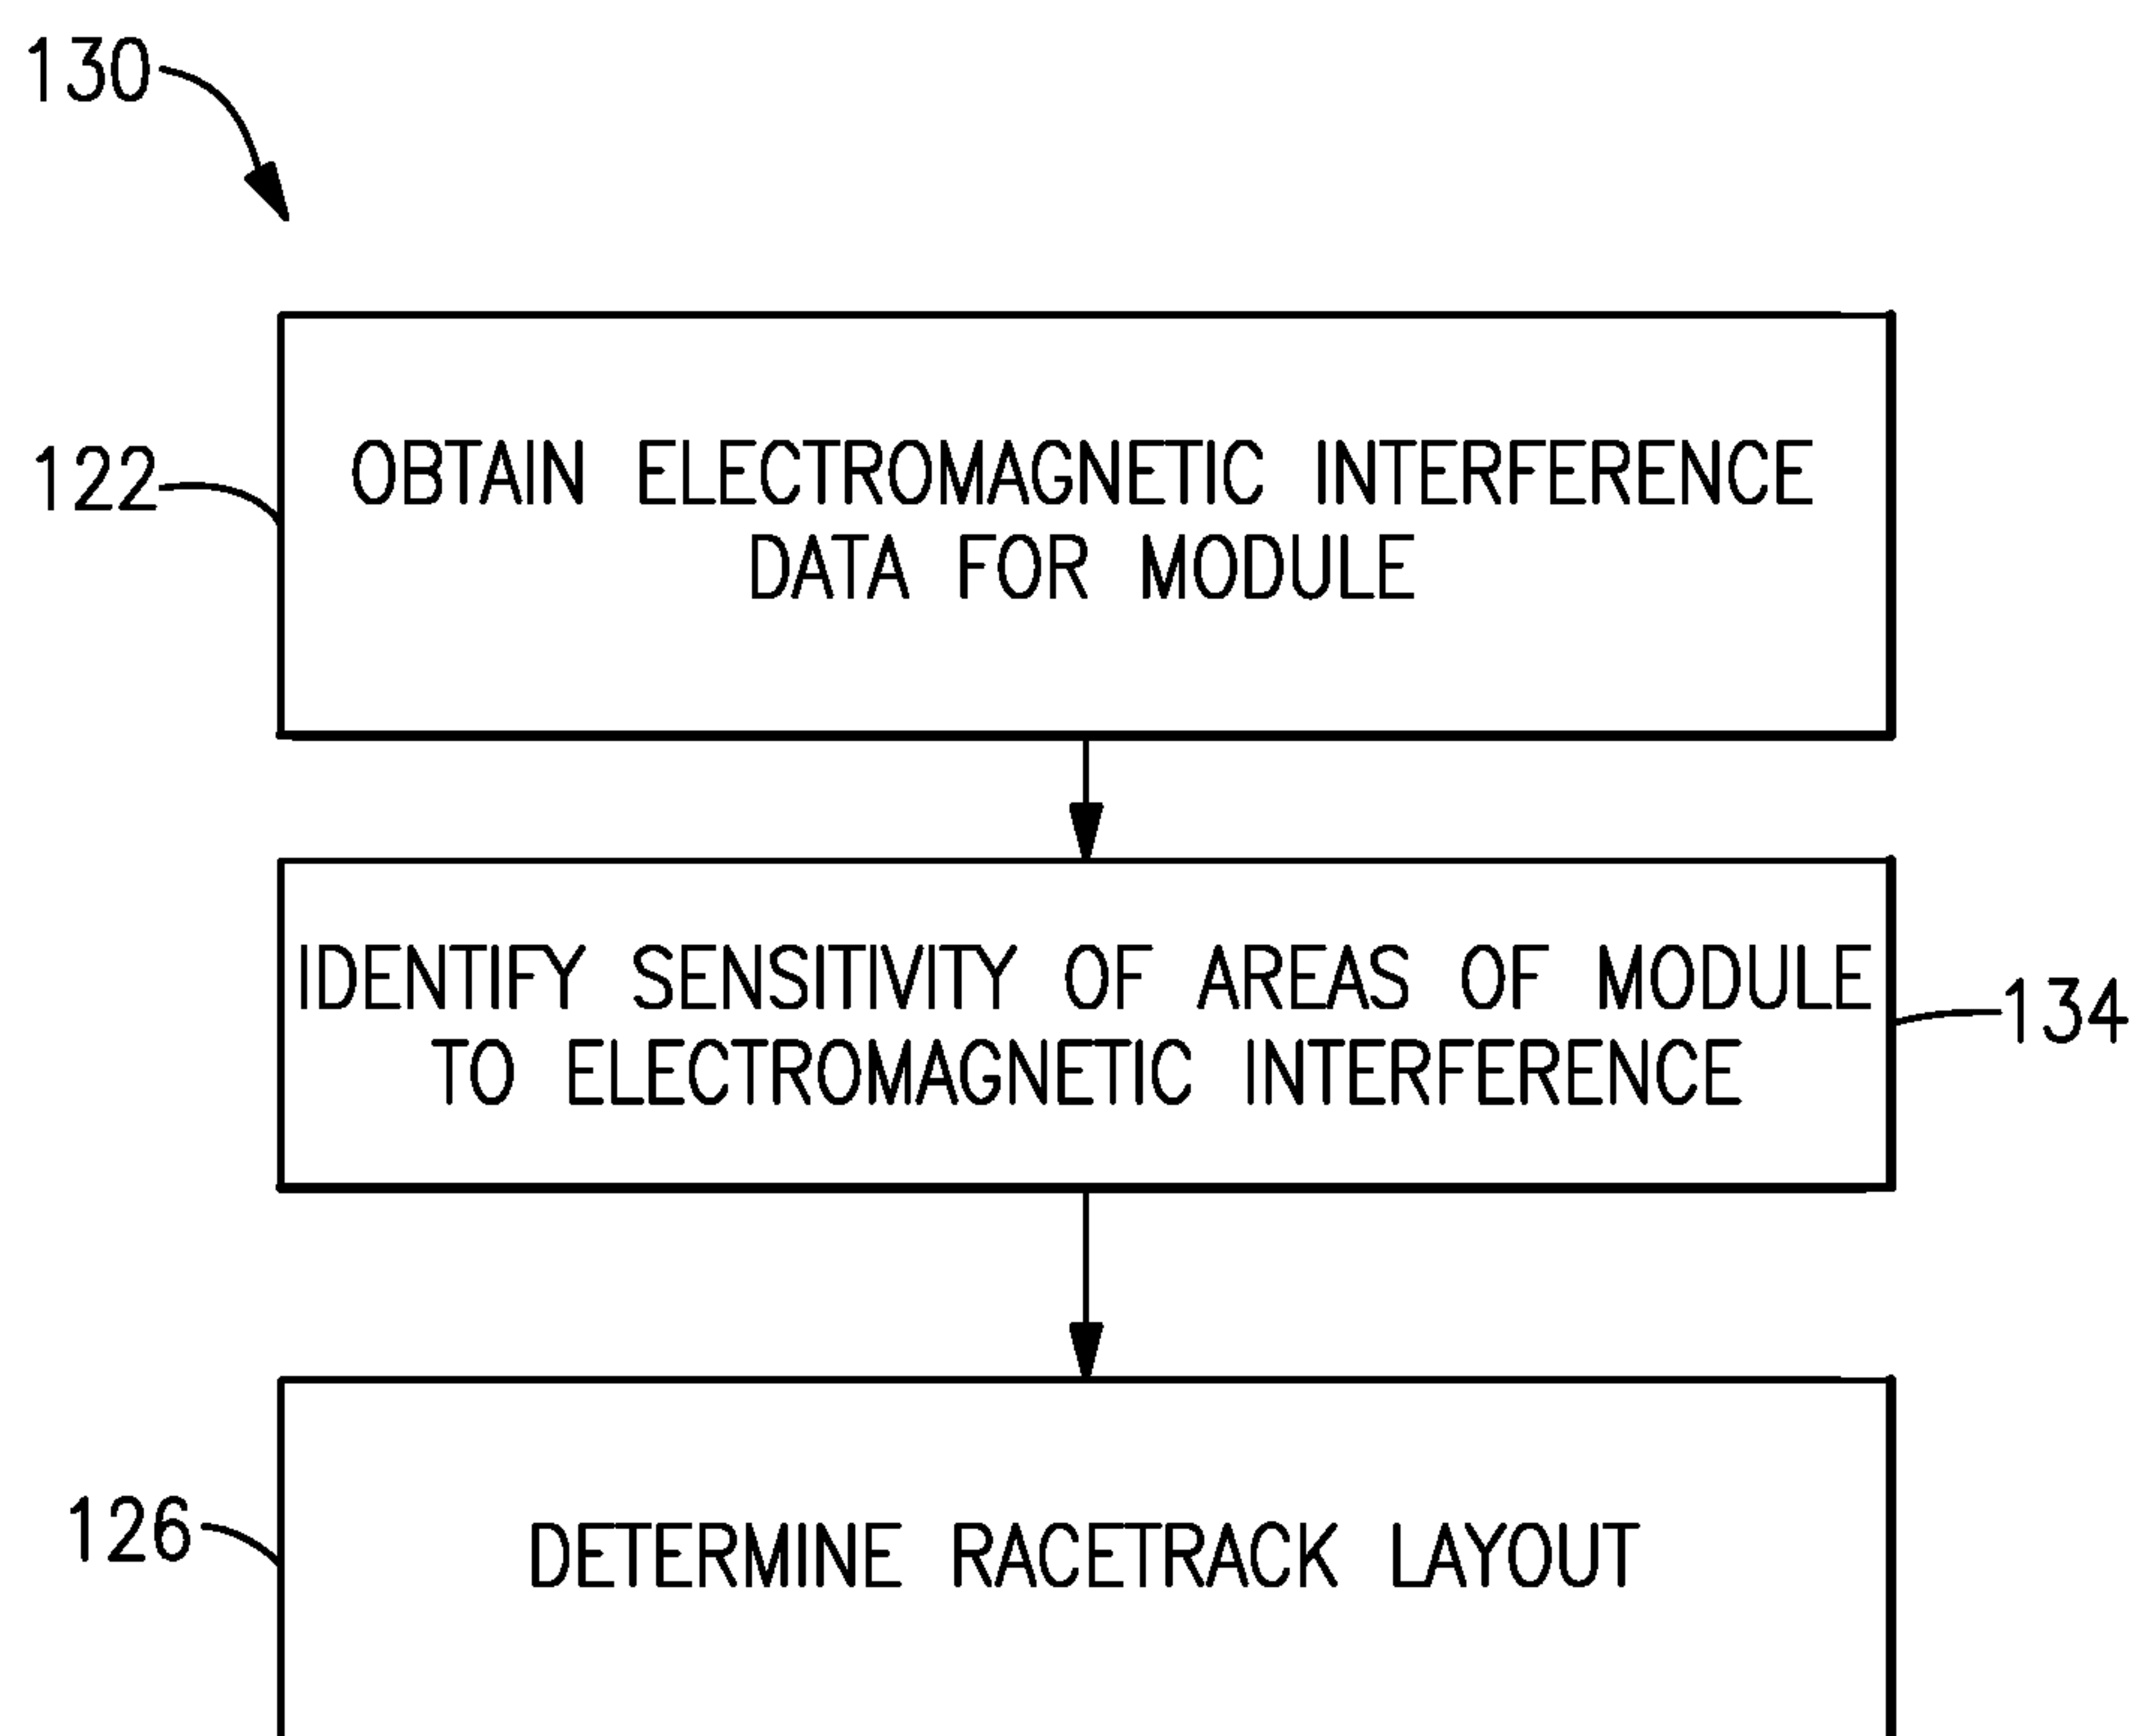 130
122
OBTAIN ELECTROMAGNETIC INTERFERENCE
DATA FOR MODULE
IDENTIFY SENSITIVITY OF AREAS OF MODULE
TO ELECTROMAGNETIC INTERFERENCE
134
126
DETERMINE RACETRACK LAYOUT